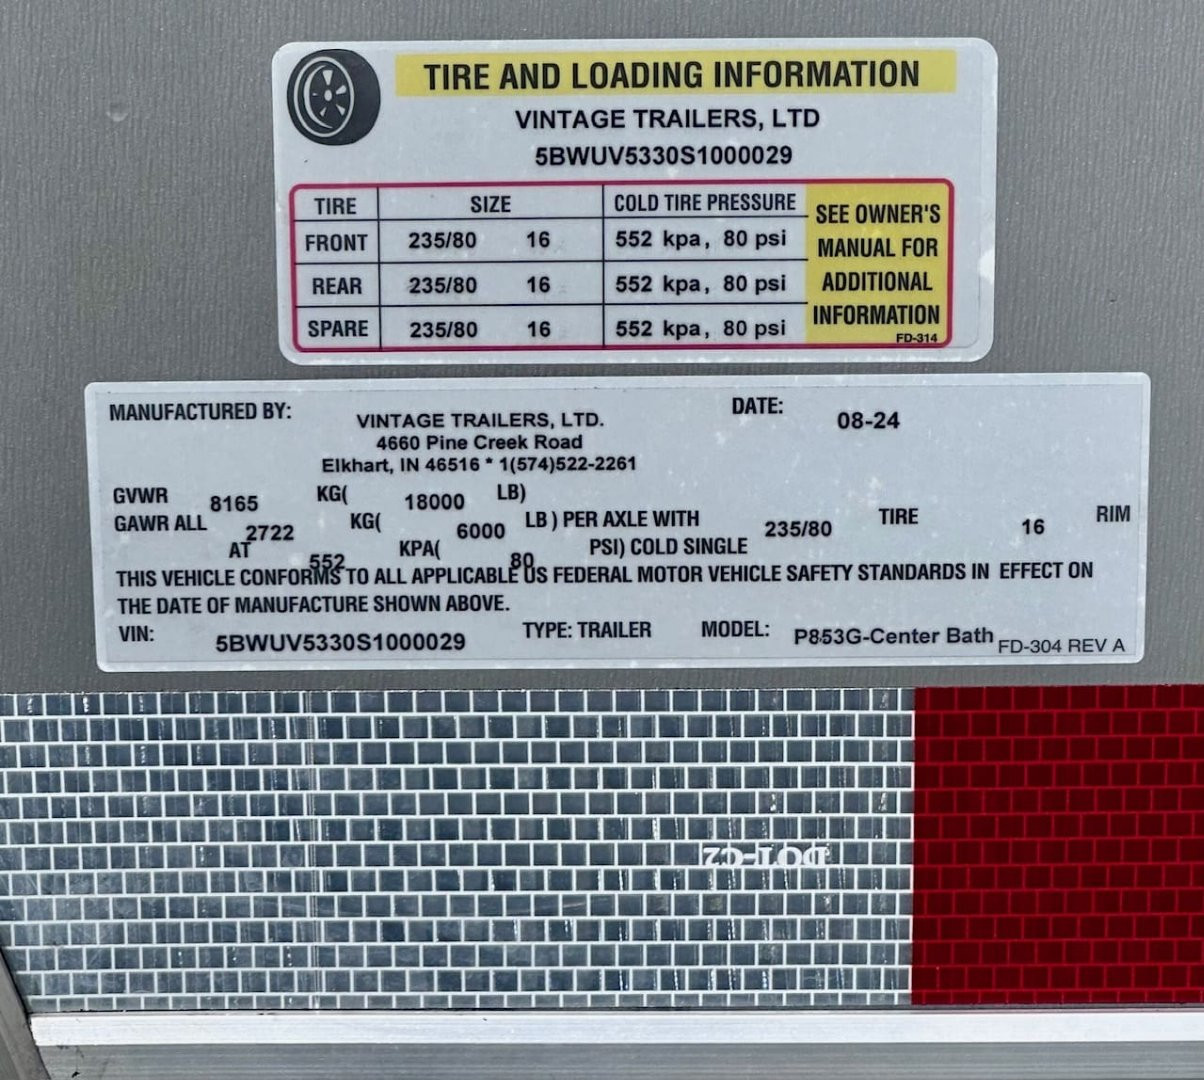 TIRE AND LOADING INFORMATION
VINTAGE TRAILERS, LTD
5BWUV5330S1000029
TIRE SIZE COLD TIRE PRESSURE
FRONT 235/80 16 552 kpa, 80 psi
REAR 235/80 16 552 kpa, 80 psi
SPARE 235/80 16 552 kpa, 80 psi
SEE OWNER'S
MANUAL FOR
ADDITIONAL
INFORMATION
FD-314
MANUFACTURED BY: VINTAGE TRAILERS, LTD. DATE: 08-24
4660 Pine Creek Road
Elkhart, IN 46516 * 1(574)522-2261
GVWR 8165 KG( 18000 LB)
GAWR ALL 2722 KG( 6000 LB ) PER AXLE WITH 235/80 TIRE 16 RIM
AT 552 KPA( 80 PSI) COLD SINGLE
THIS VEHICLE CONFORMS TO ALL APPLICABLE US FEDERAL MOTOR VEHICLE SAFETY STANDARDS IN EFFECT ON
THE DATE OF MANUFACTURE SHOWN ABOVE.
VIN: 5BWUV5330S1000029 TYPE: TRAILER MODEL: P853G-Center Bath
FD-304 REV A
DOT-C2